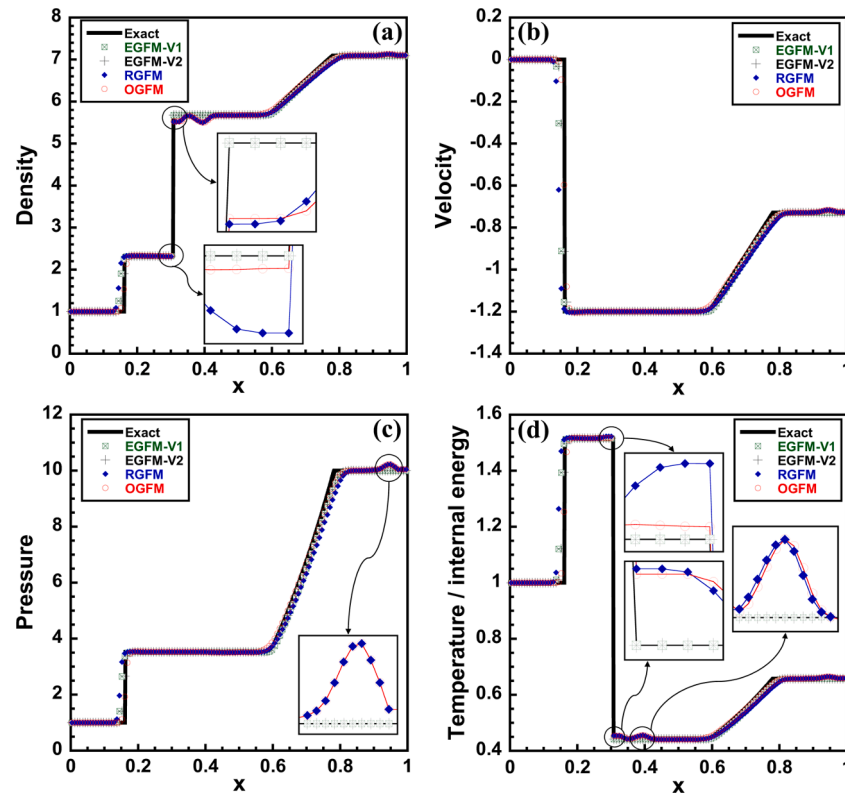 (a)
Exact
EGFM-V1
EGFM-V2
RGFM
OGFM
Density
8
7
6
5
4
3
2
1
0
0 0.2 0.4 0.6 0.8 1
x
(b)
Exact
EGFM-V1
EGFM-V2
RGFM
OGFM
Velocity
0.2
0
-0.2
-0.4
-0.6
-0.8
-1
-1.2
-1.4
0 0.2 0.4 0.6 0.8 1
x
(c)
Exact
EGFM-V1
EGFM-V2
RGFM
OGFM
Pressure
12
10
8
6
4
2
0
0 0.2 0.4 0.6 0.8 1
x
(d)
Exact
EGFM-V1
EGFM-V2
RGFM
OGFM
Temperature / internal energy
1.6
1.4
1.2
1
0.8
0.6
0.4
0 0.2 0.4 0.6 0.8 1
x